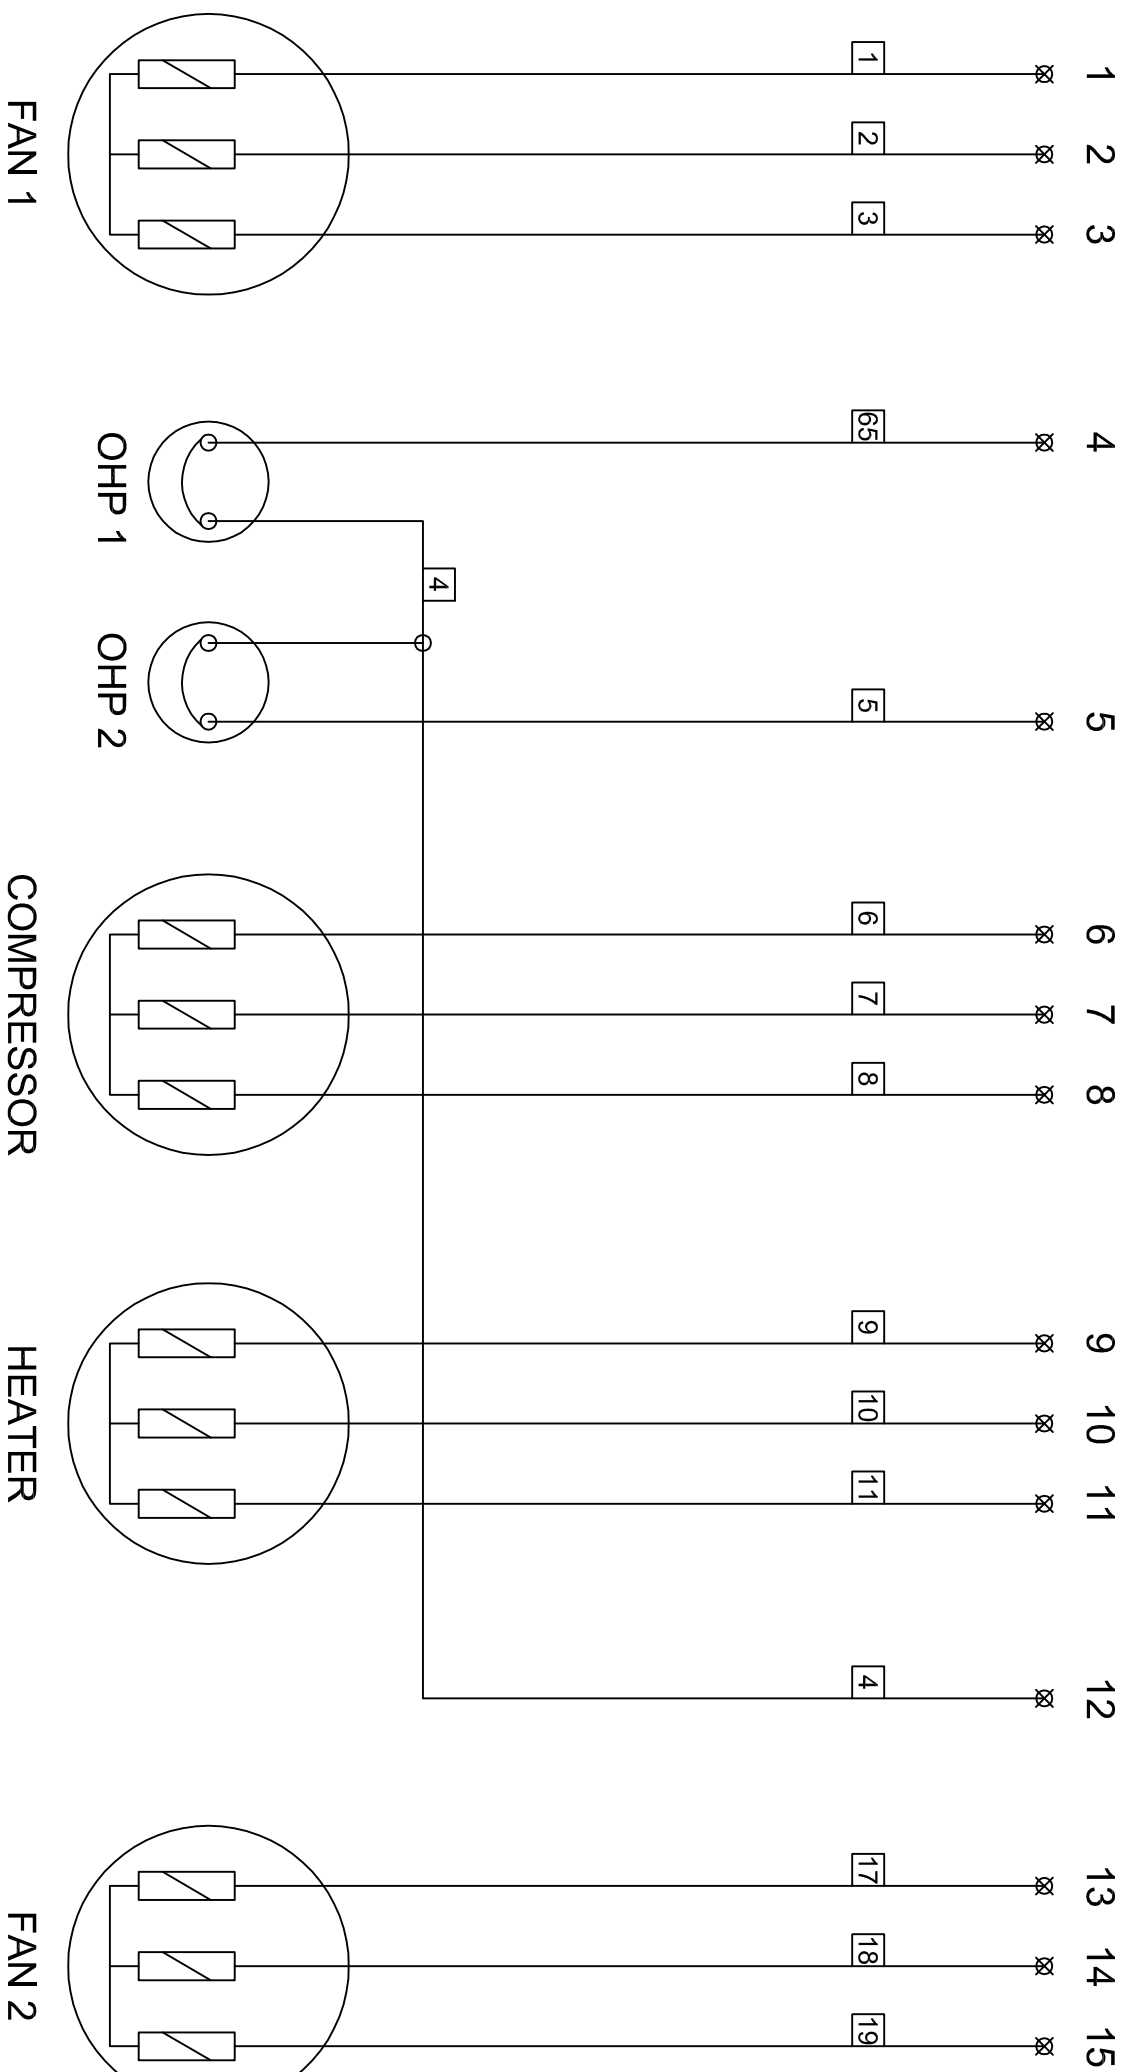 1 2 3 4 5 6 7 8 9 10 11 12 13 14 15
1 2 3 65 5 6 7 8 9 10 11 4 17 18 19
4
OHP 1 OHP 2
FAN 1 COMPRESSOR HEATER FAN 2